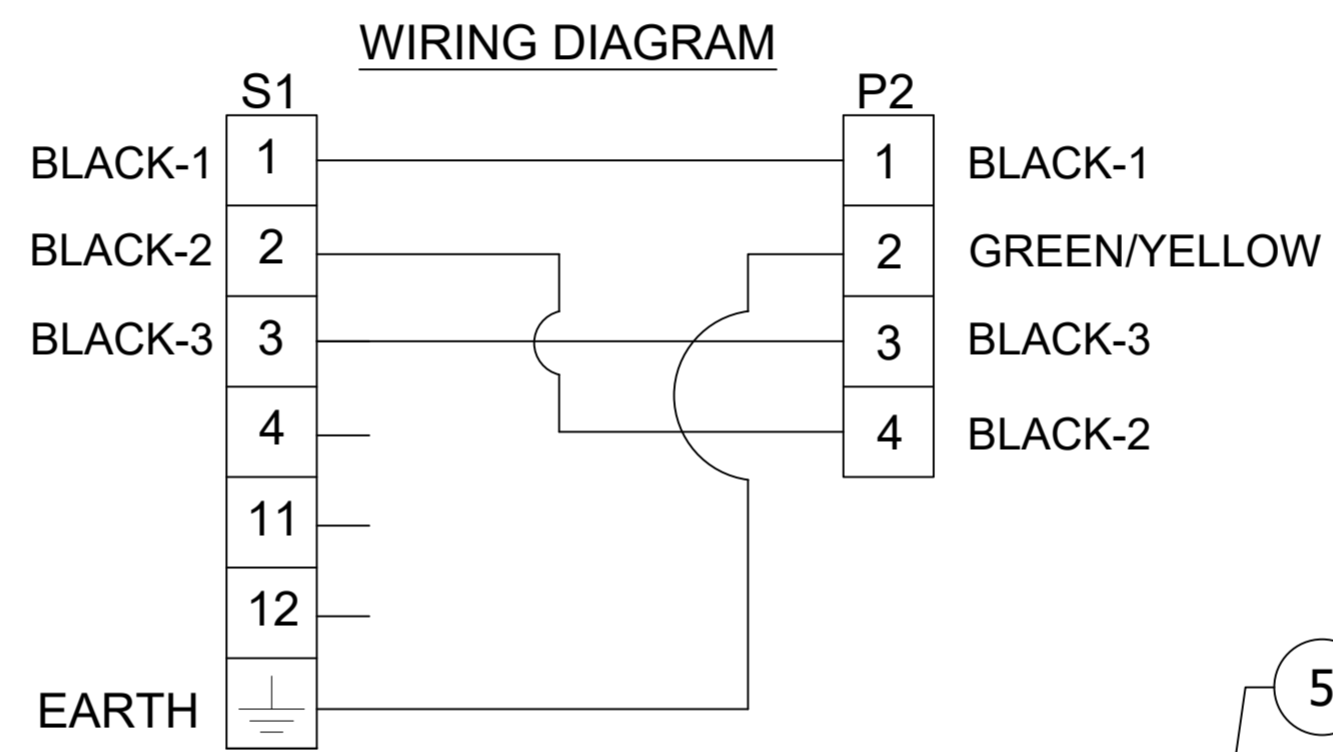 WIRING DIAGRAM
S1 P2
BLACK-1 1 1 BLACK-1
BLACK-2 2 2 GREEN/YELLOW
BLACK-3 3 3 BLACK-3
4 4 BLACK-2
11
12
5
EARTH